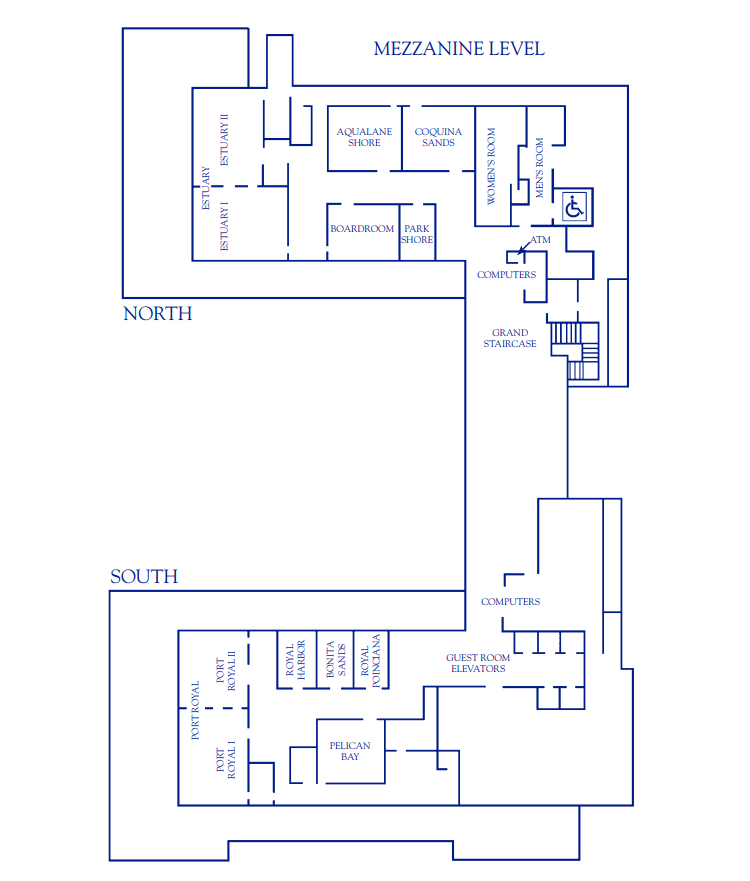 MEZZANINE LEVEL
ESTUARY II
ESTUARY
ESTUARY I
AQUALANE
SHORE
COQUINA
SANDS
WOMEN'S ROOM
MEN'S ROOM
BOARDROOM
PARK
SHORE
ATM
COMPUTERS
NORTH
GRAND
STAIRCASE
SOUTH
COMPUTERS
PORT
ROYAL II
PORT ROYAL
PORT
ROYAL I
ROYAL
HARBOR
BONITA
SANDS
ROYAL
POINCIANA
GUEST ROOM
ELEVATORS
PELICAN
BAY